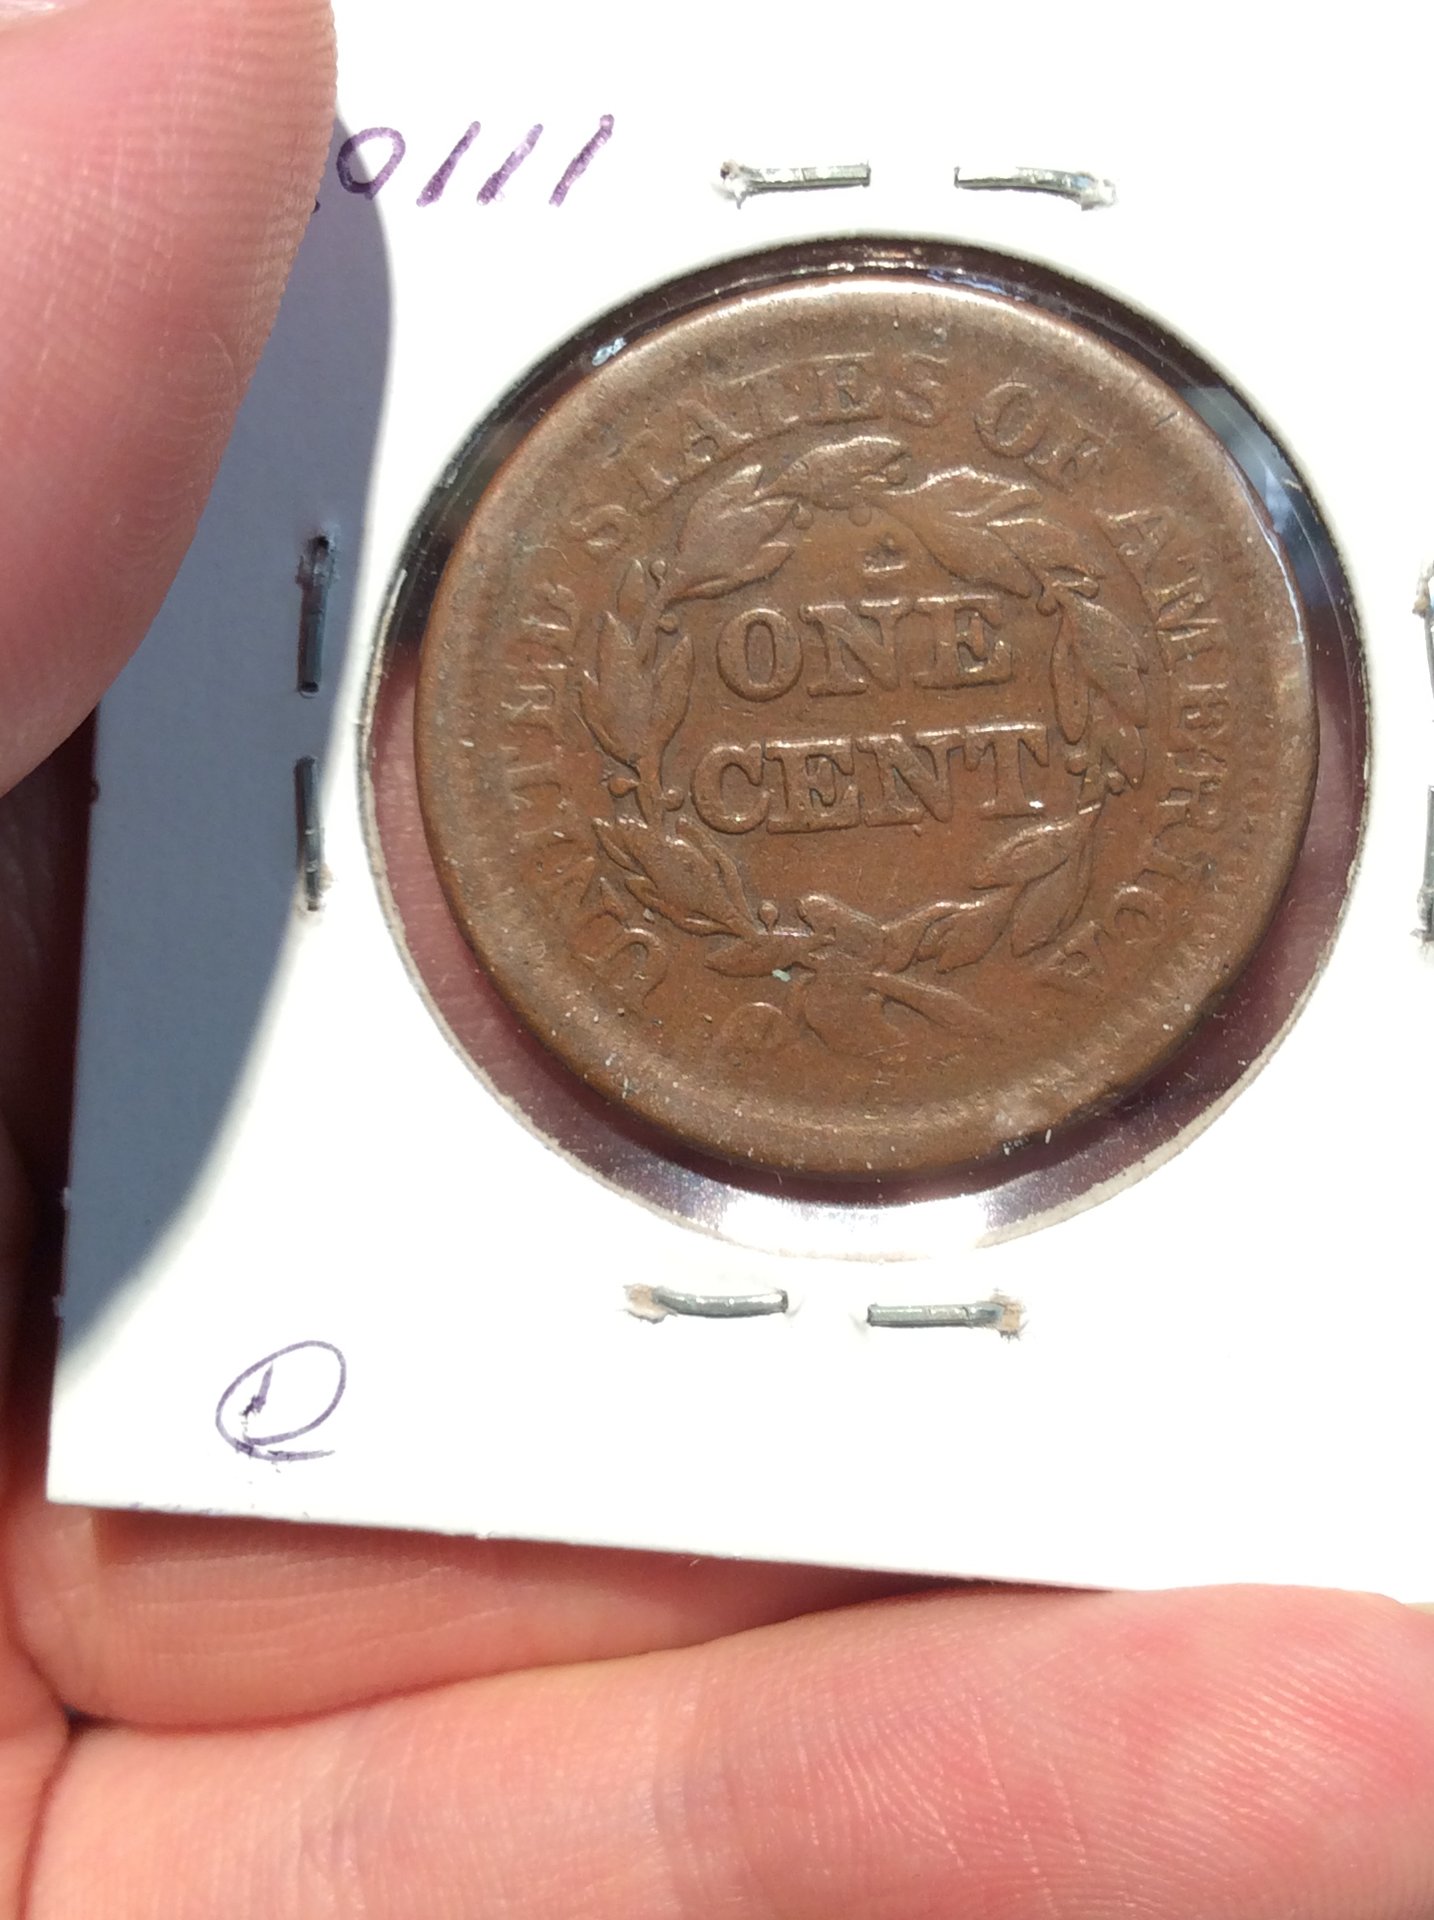 0111
UNITED STATES OF AMERICA
ONE
CENT